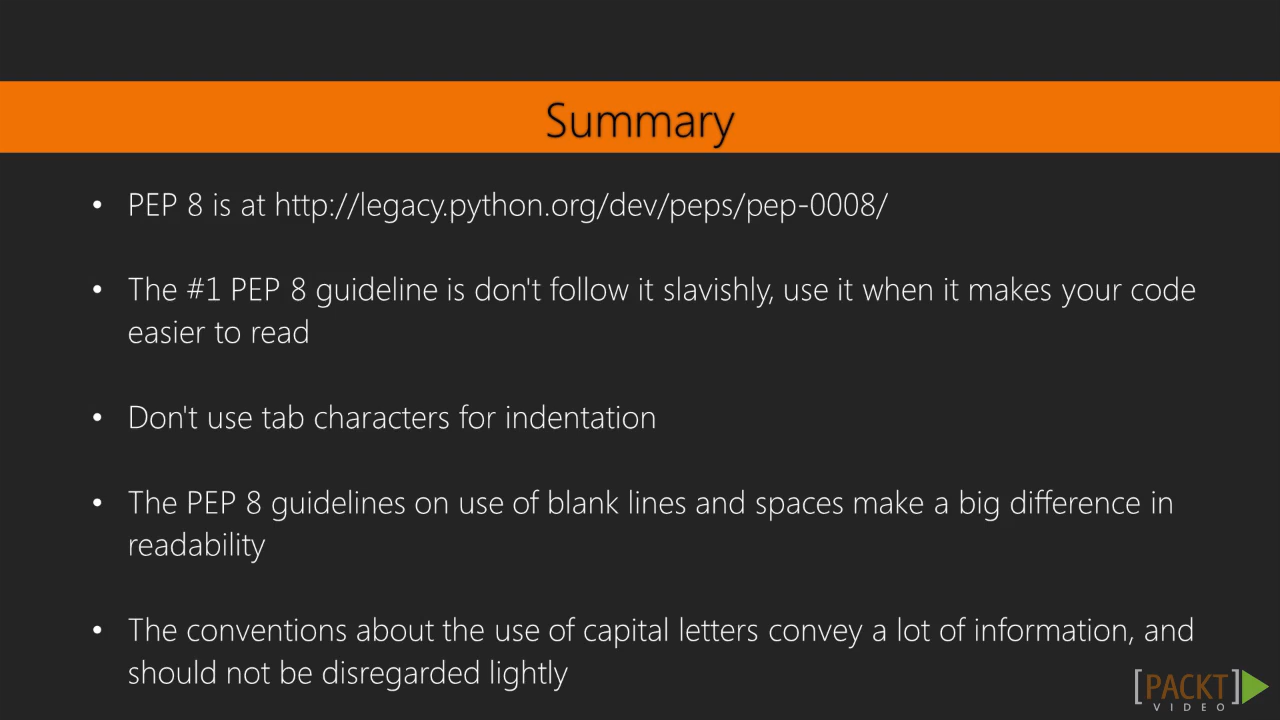 Summary
• PEP 8 is at http://legacy.python.org/dev/peps/pep-0008/
• The #1 PEP 8 guideline is don't follow it slavishly, use it when it makes your code
easier to read
• Don't use tab characters for indentation
• The PEP 8 guidelines on use of blank lines and spaces make a big difference in
readability
• The conventions about the use of capital letters convey a lot of information, and
should not be disregarded lightly
[PACKT]
VIDEO